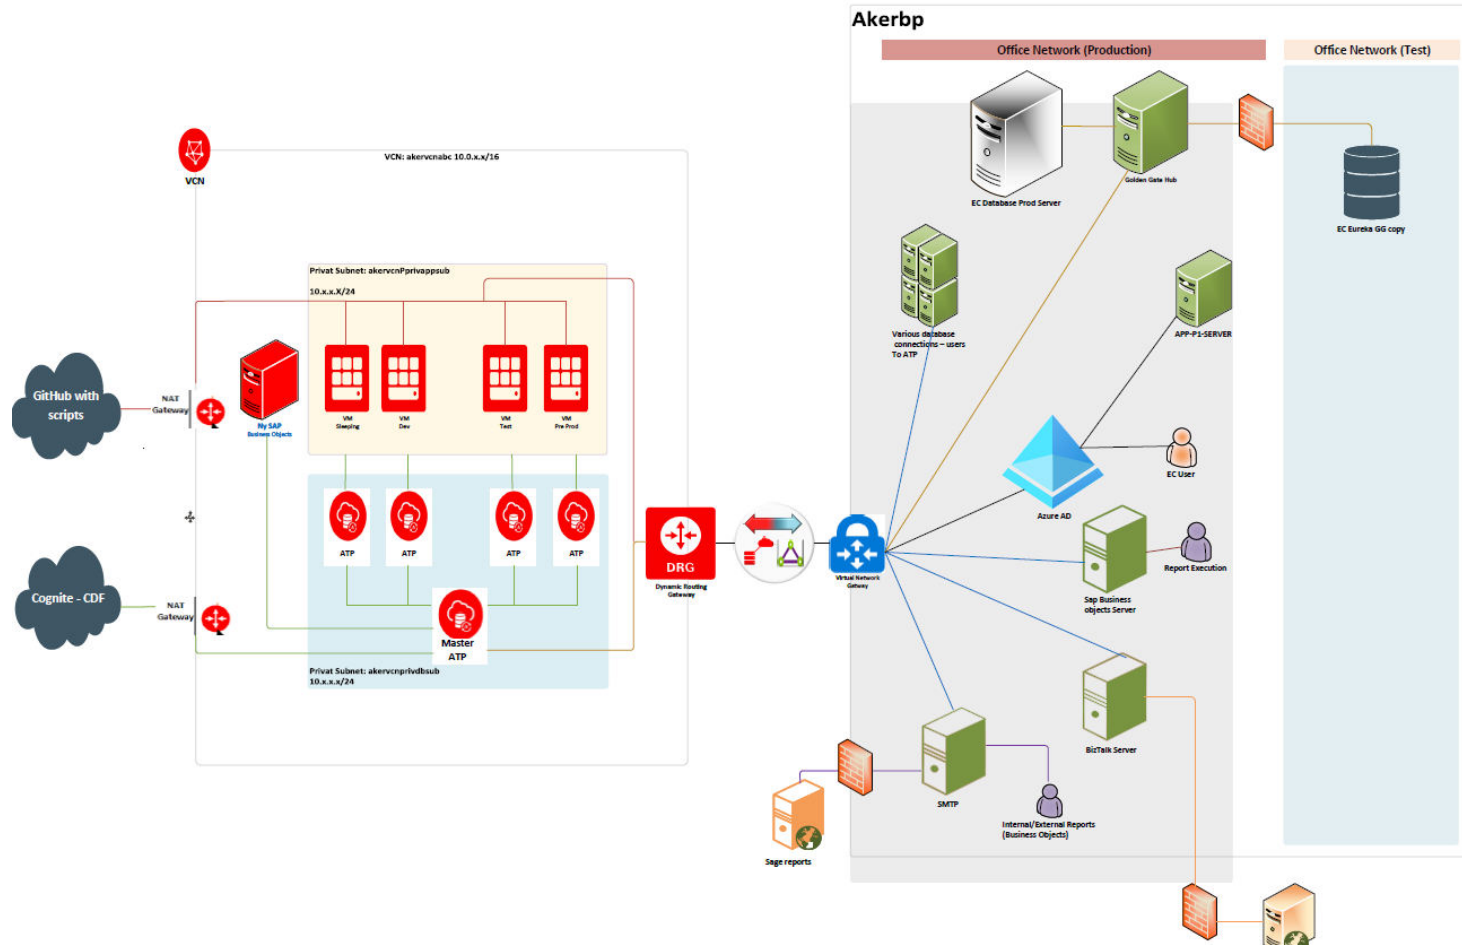 Akerbp
Office Network (Production)
Office Network (Test)
EC Database Prod Server
Golden Gate Hub
EC Eureka GG copy
VCN
VCN: akervcnabc 10.0.x.x/16
Privat Subnet: akervcnPprivappsub
10.x.x.X/24
VM
Sleeping
VM
Dev
VM
Test
VM
Pre Prod
GitHub with
scripts
NAT
Gateway
Ny SAP
Business Objects
Various database
connections – users
To ATP
APP-P1-SERVER
EC User
Azure AD
ATP
ATP
ATP
ATP
DRG
Dynamic Routing
Gateway
Virtual Network
Getway
Sap Business
objects Server
Report Execution
Cognite - CDF
NAT
Gateway
Master
ATP
Privat Subnet: akervcnprivdbsub
10.x.x.x/24
BizTalk Server
SMTP
Internal/External Reports
(Business Objects)
Sage reports